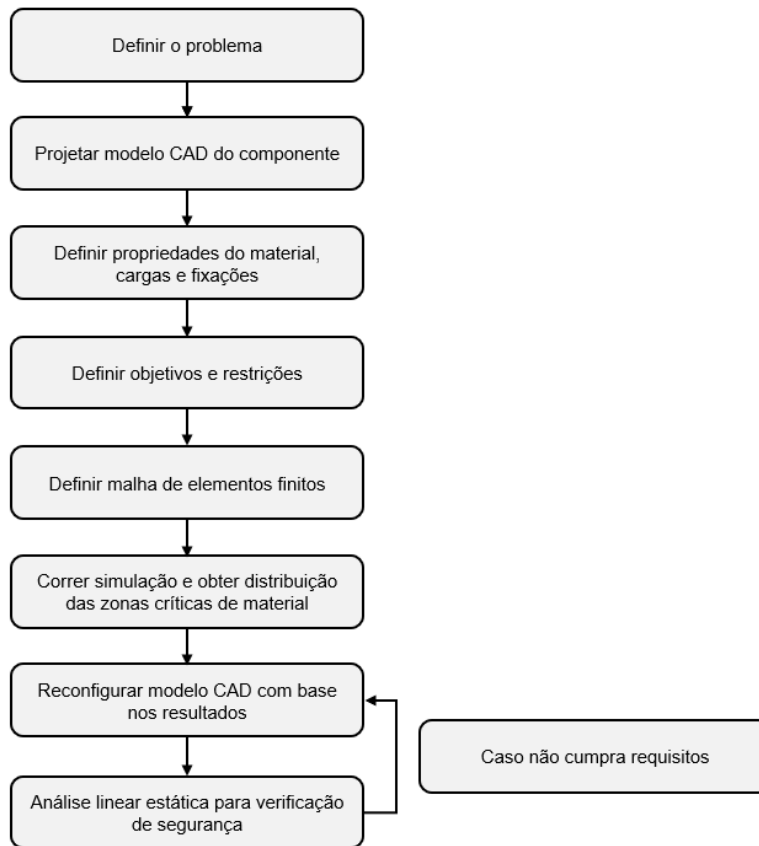 Definir o problema
Projetar modelo CAD do componente
Definir propriedades do material,
cargas e fixações
Definir objetivos e restrições
Definir malha de elementos finitos
Correr simulação e obter distribuição
das zonas críticas de material
Reconfigurar modelo CAD com base
nos resultados
Caso não cumpra requisitos
Análise linear estática para verificação
de segurança